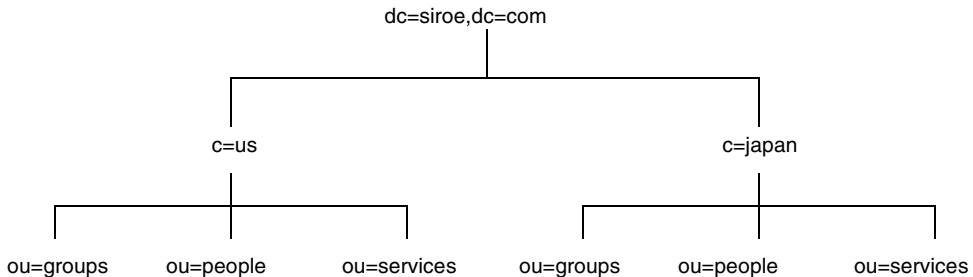 dc=siroe,dc=com
c=us c=japan
ou=groups ou=people ou=services ou=groups ou=people ou=services